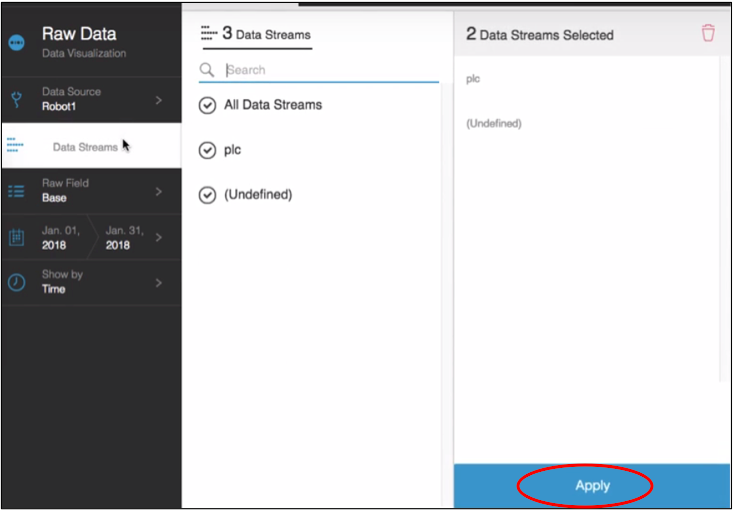 Raw Data
Data Visualization
Data Source
Robot1
Data Streams
Raw Field
Base
Jan. 01, Jan. 31,
2018 2018
Show by
Time
3 Data Streams
Search
All Data Streams
plc
(Undefined)
2 Data Streams Selected
plc
(Undefined)
Apply